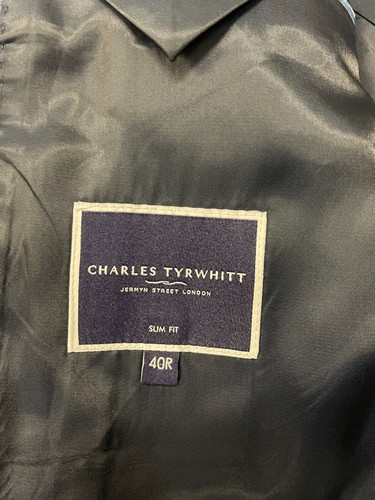 CHARLES TYRWHITT
JERMYN STREET LONDON
SLIM FIT
40R